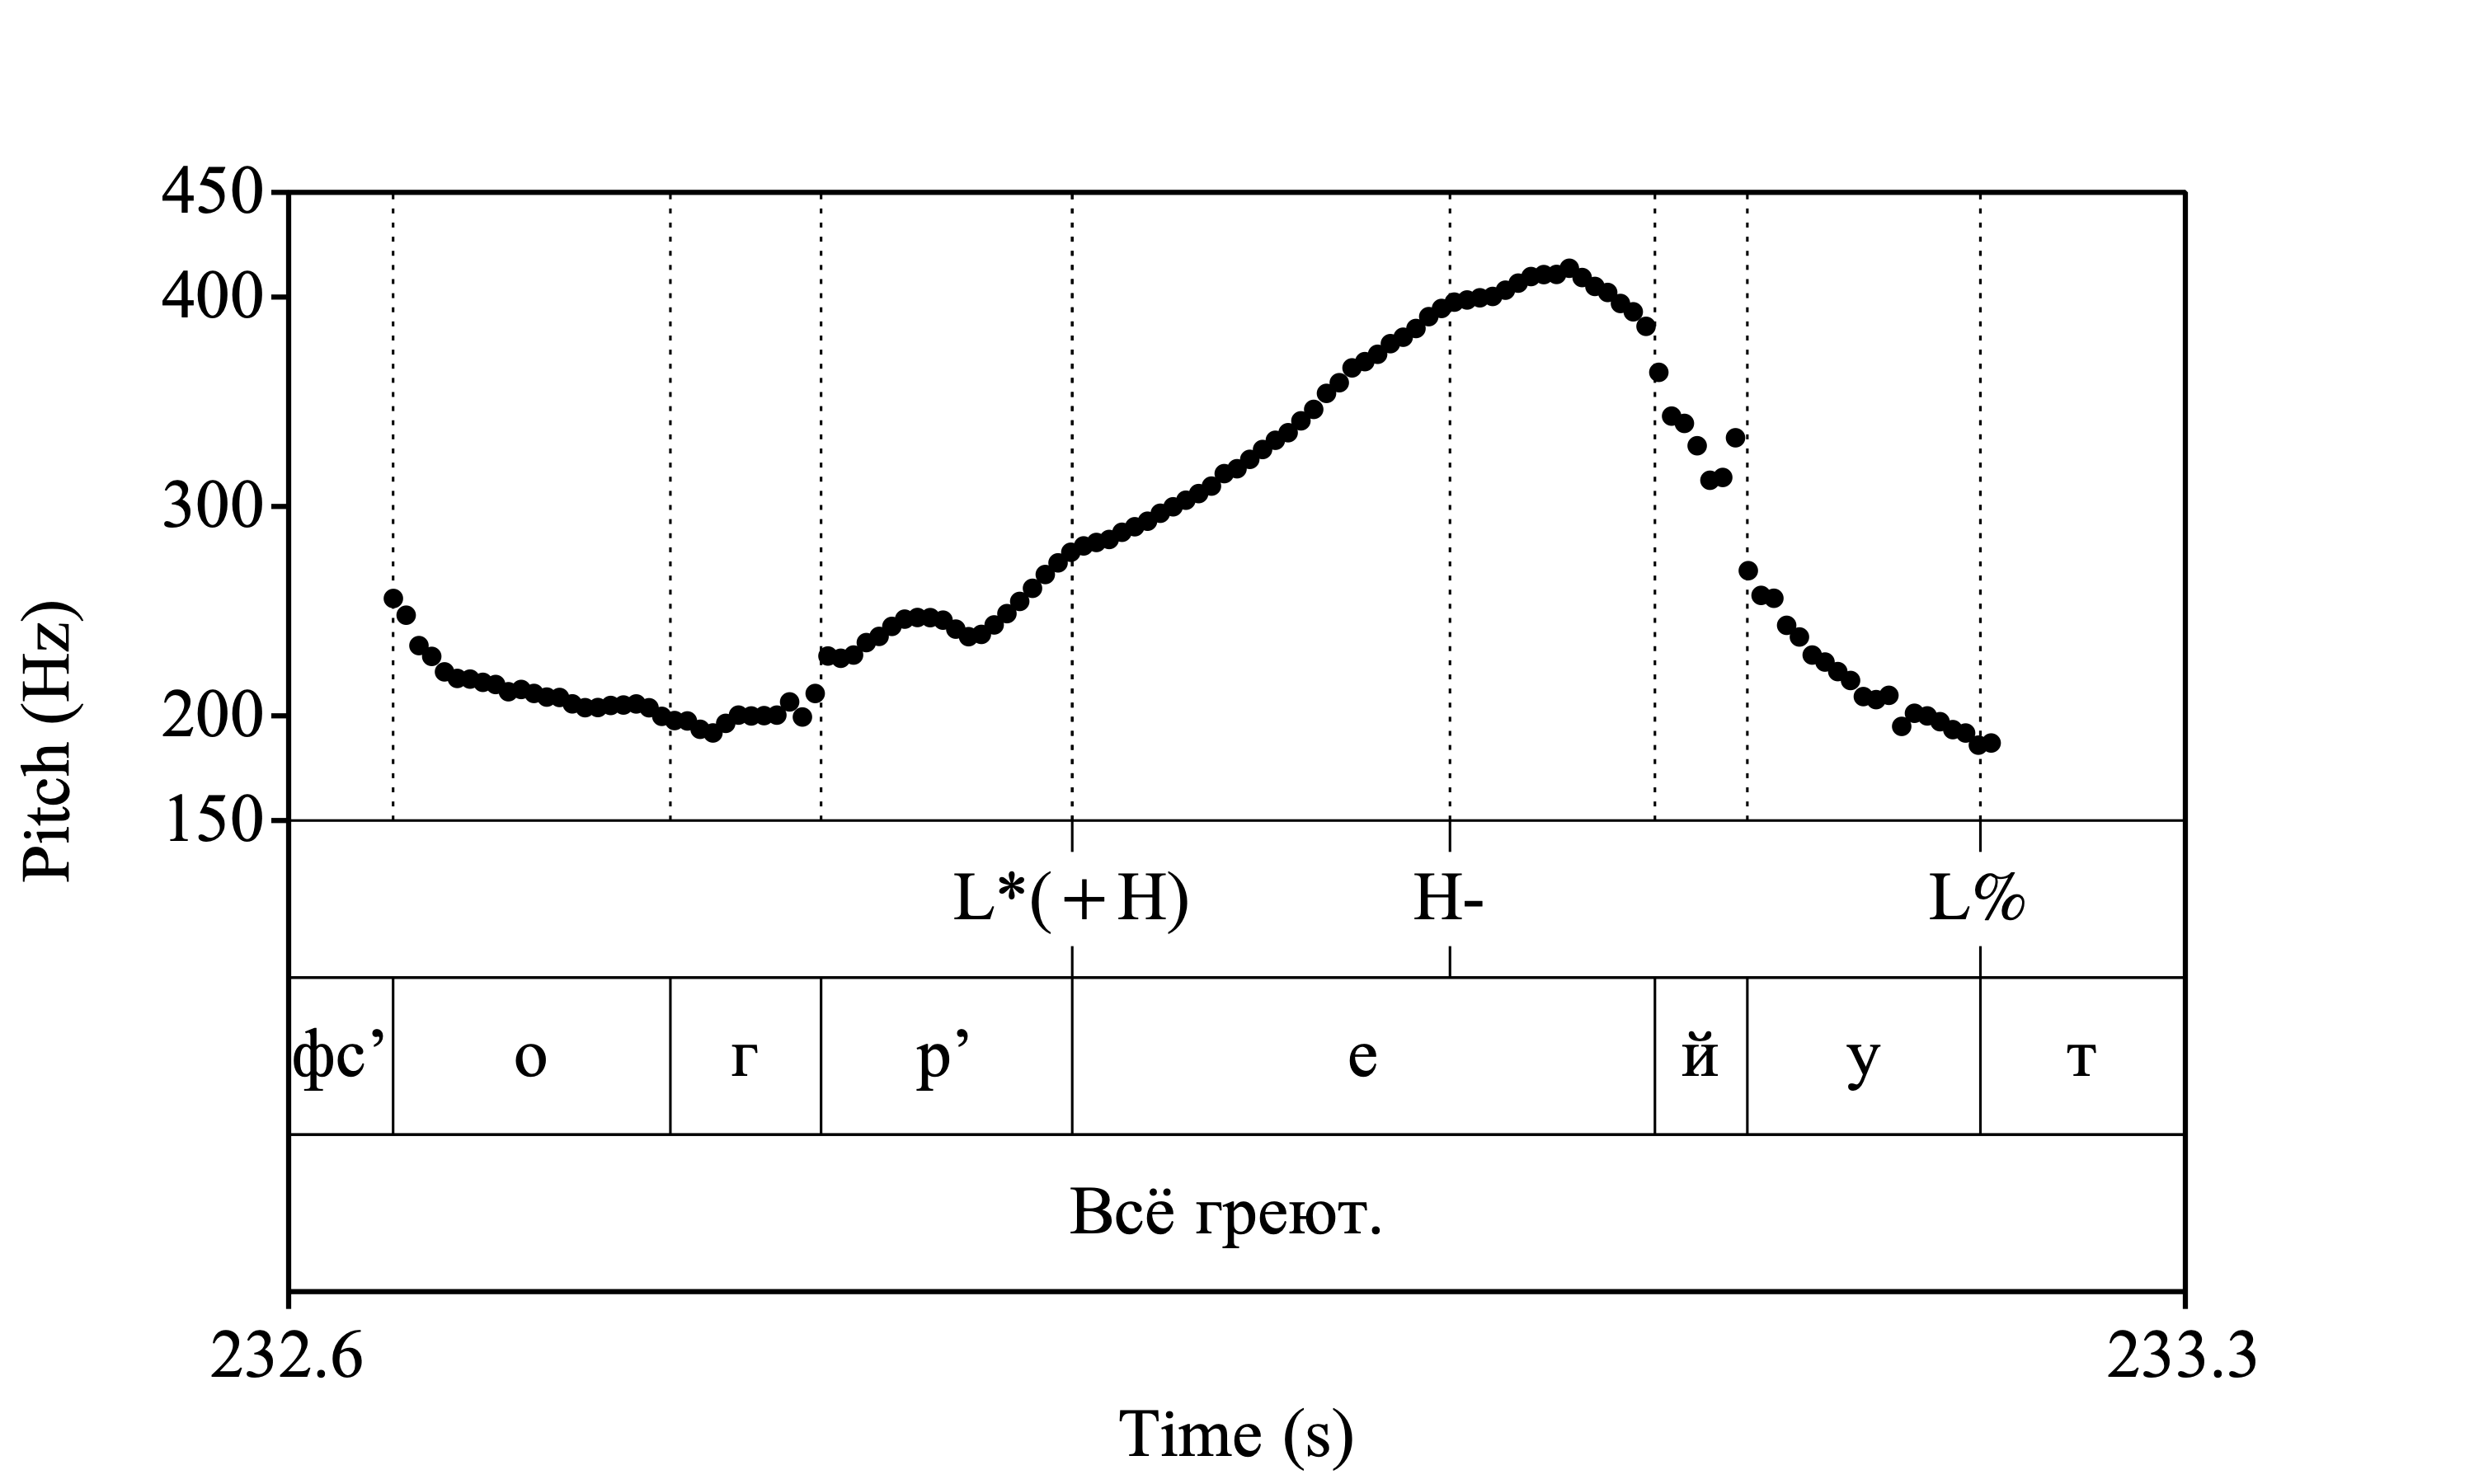 450
400
300
200
150
Pitch (Hz)
L*(+H) H- L%
фс’ о г р’ е й у т
Всё греют.
232.6 233.3
Time (s)